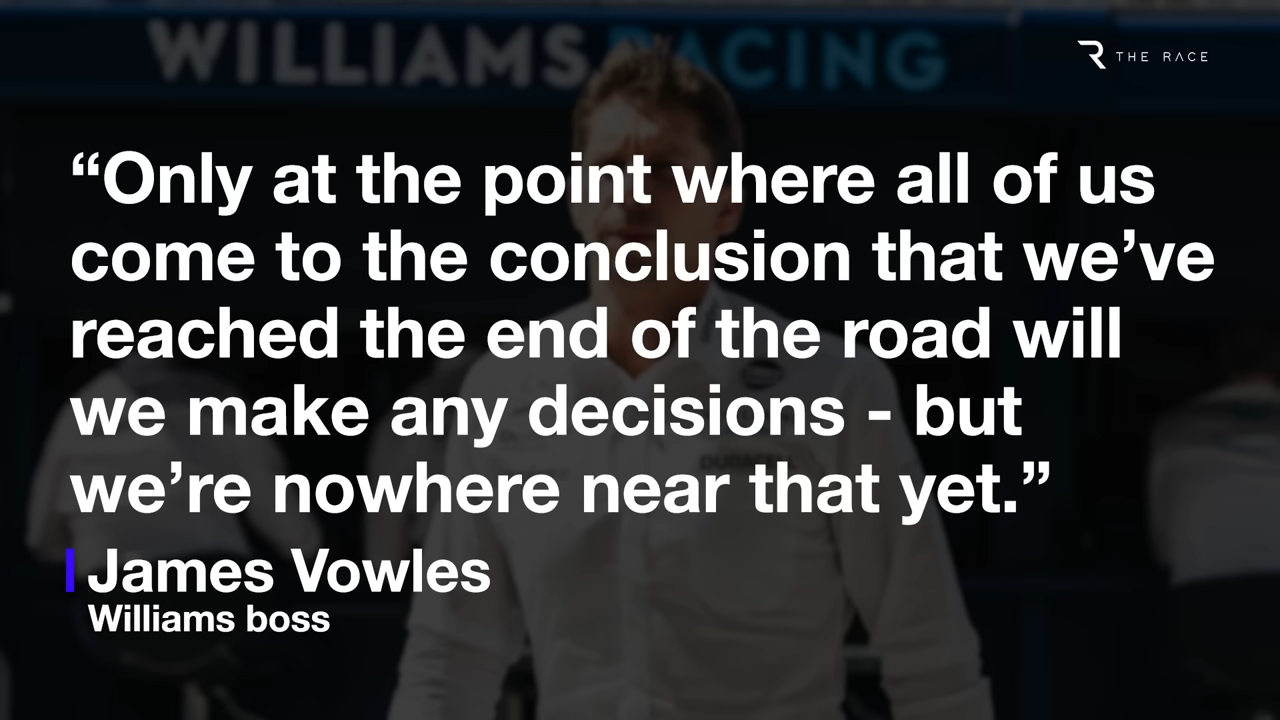 WILLIAMS RACING
THE RACE
“Only at the point where all of us
come to the conclusion that we’ve
reached the end of the road will
we make any decisions - but
we’re nowhere near that yet.”
James Vowles
Williams boss
DURACELL